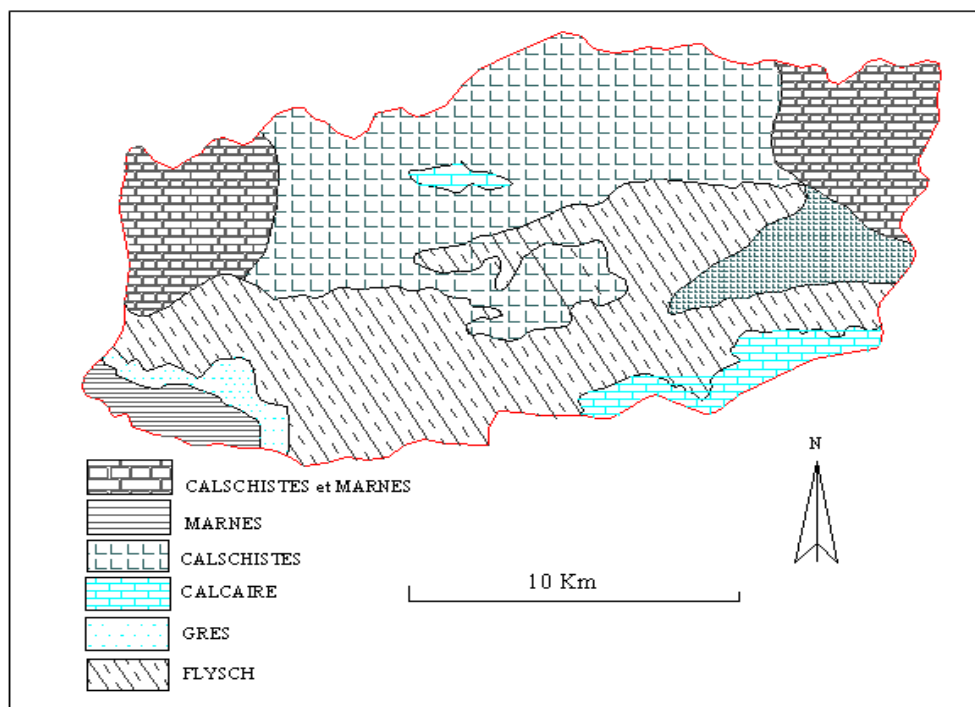 N
CALSCHISTES et MARNES
MARNES
CALSCHISTES
10 Km
CALCAIRE
GRES
FLYSCH